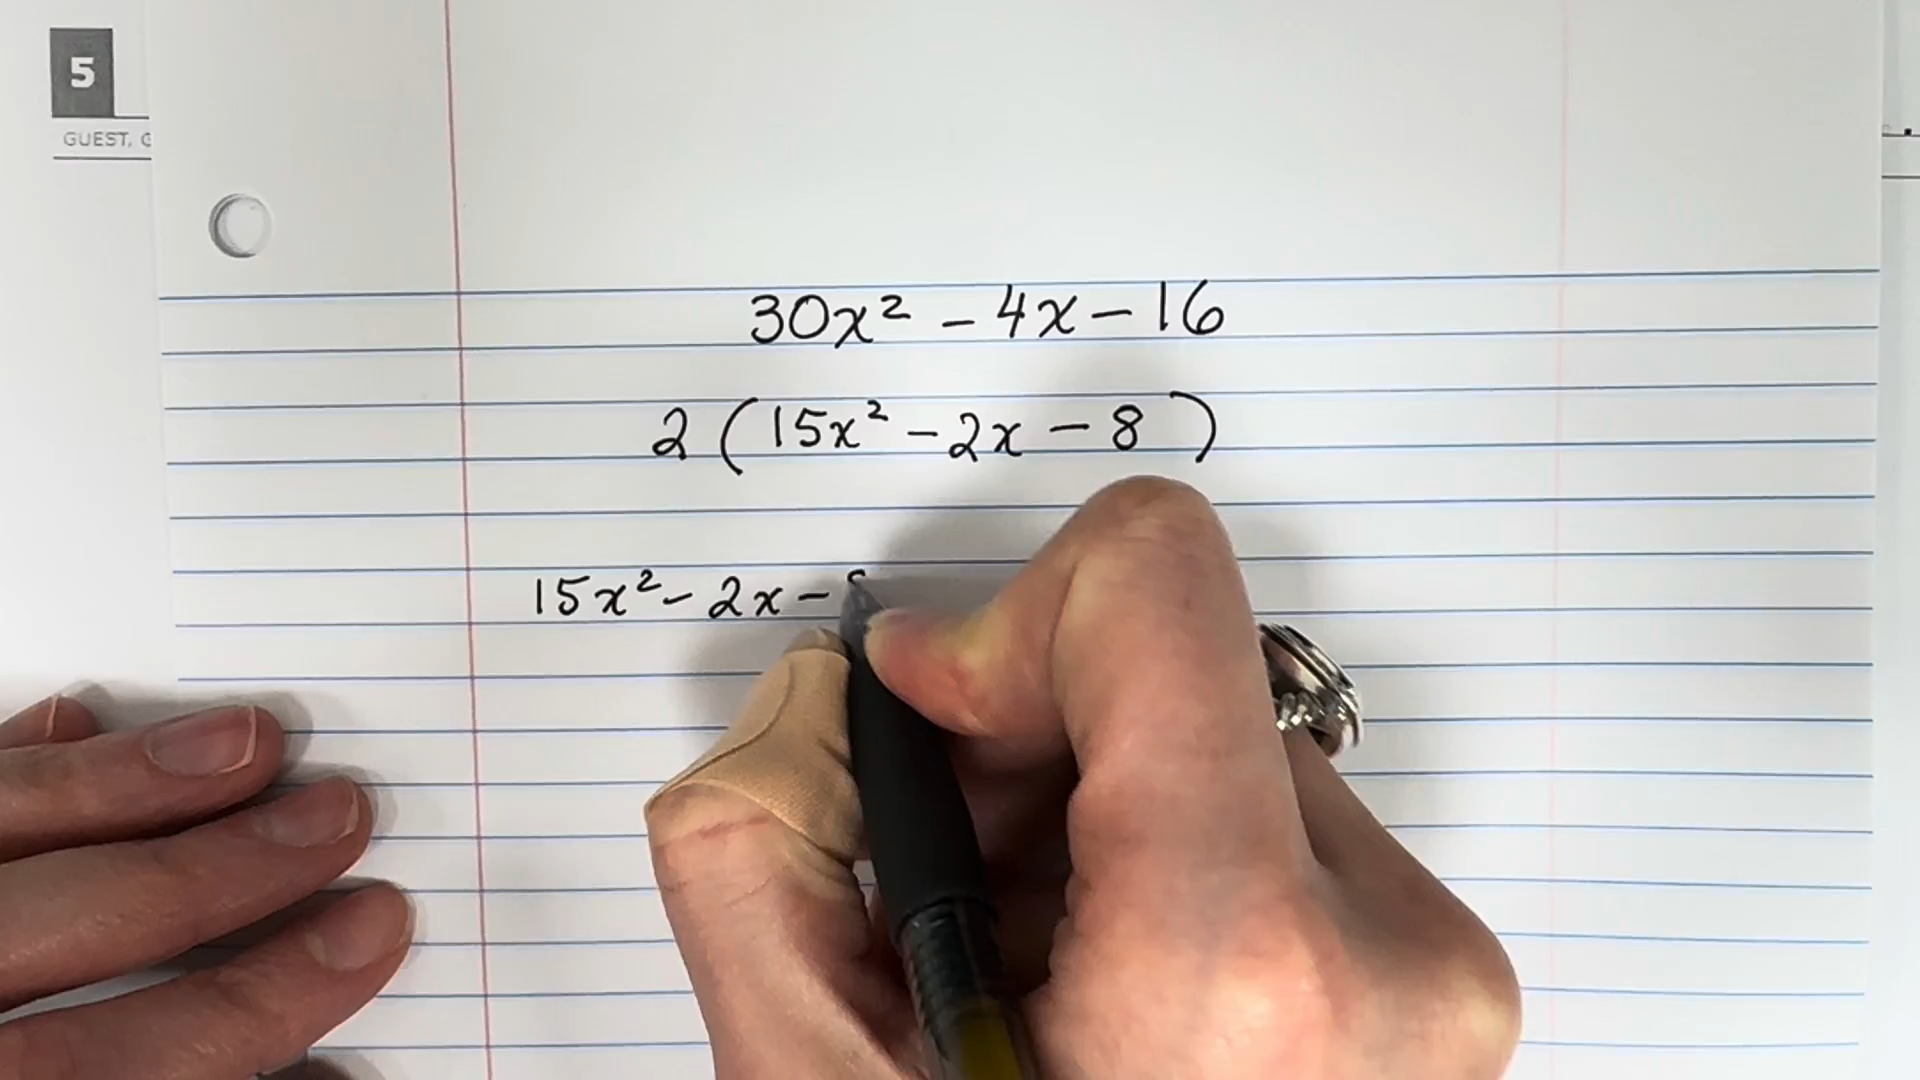 5
GUEST,
30x² - 4x - 16
2 ( 15x² - 2x - 8 )
15x² - 2x -